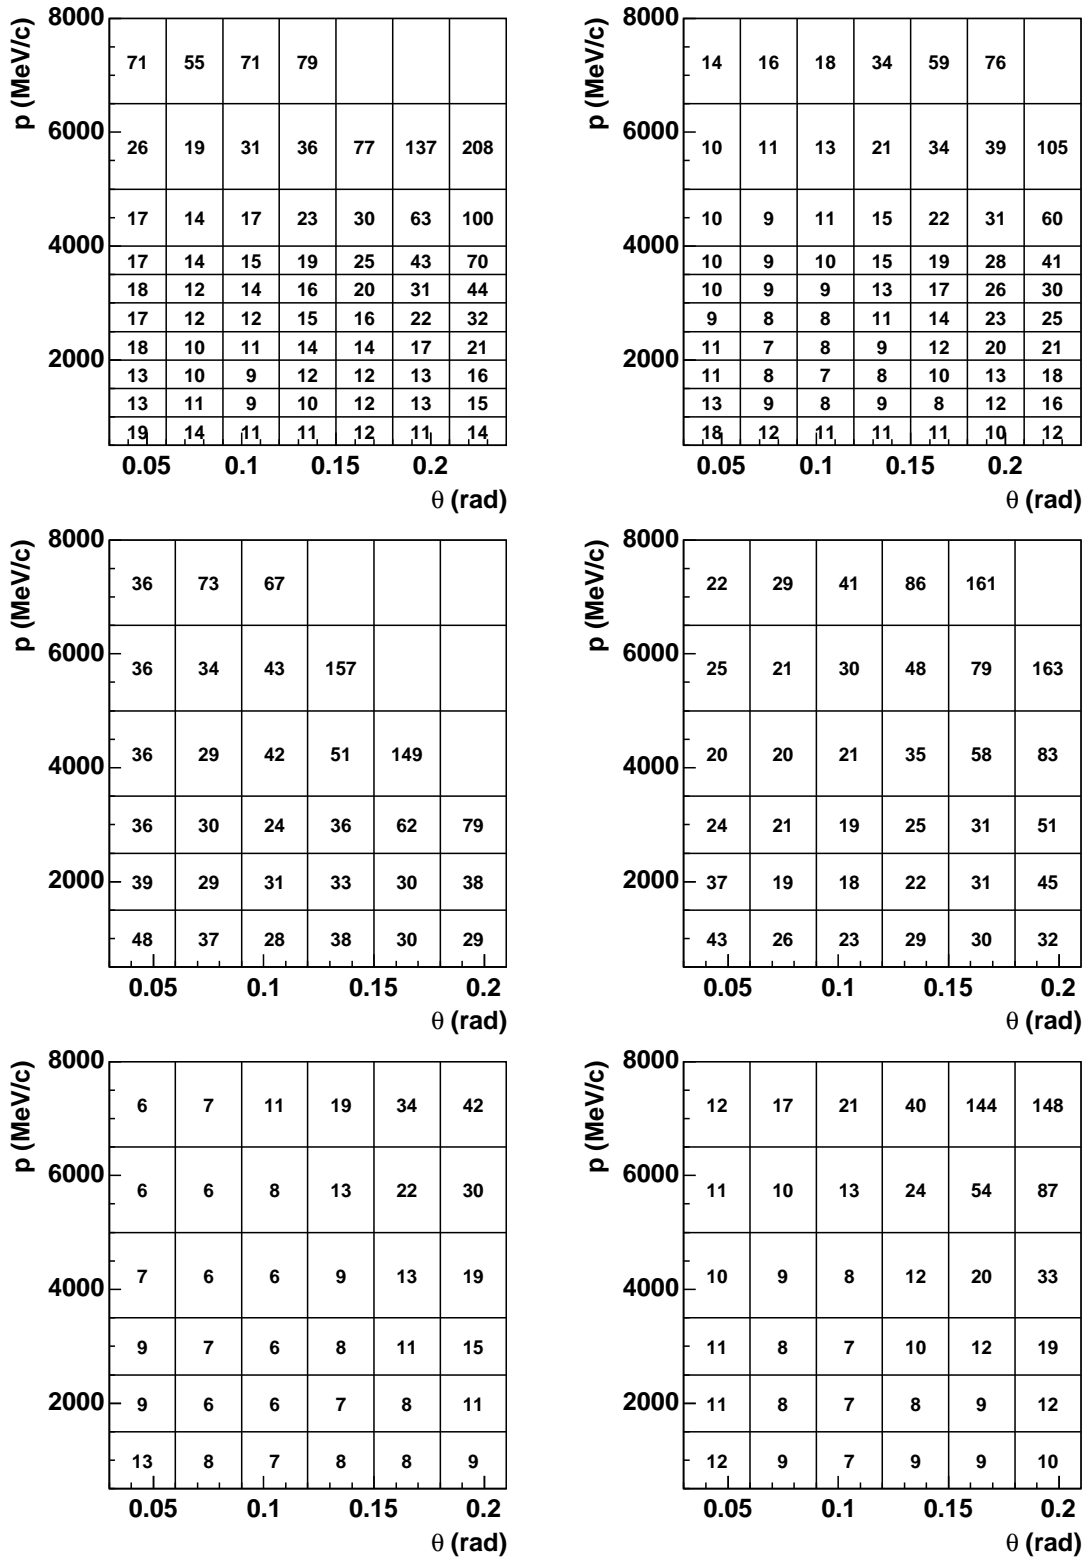 8000
71 55 71 79
6000
26 19 31 36 77 137 208
17 14 17 23 30 63 100
4000
17 14 15 19 25 43 70
18 12 14 16 20 31 44
17 12 12 15 16 22 32
18 10 11 14 14 17 21
2000
13 10 9 12 12 13 16
13 11 9 10 12 13 15
19 14 11 11 12 11 14
0.05 0.1 0.15 0.2
θ (rad)
p (MeV/c)
8000
14 16 18 34 59 76
6000
10 11 13 21 34 39 105
10 9 11 15 22 31 60
4000
10 9 10 15 19 28 41
10 9 9 13 17 26 30
9 8 8 11 14 23 25
11 7 8 9 12 20 21
2000
11 8 7 8 10 13 18
13 9 8 9 8 12 16
18 12 11 11 11 10 12
0.05 0.1 0.15 0.2
θ (rad)
p (MeV/c)
8000
36 73 67
6000
36 34 43 157
36 29 42 51 149
4000
36 30 24 36 62 79
2000 39 29 31 33 30 38
48 37 28 38 30 29
0.05 0.1 0.15 0.2
θ (rad)
p (MeV/c)
8000
22 29 41 86 161
6000
25 21 30 48 79 163
20 20 21 35 58 83
4000
24 21 19 25 31 51
2000 37 19 18 22 31 45
43 26 23 29 30 32
0.05 0.1 0.15 0.2
θ (rad)
p (MeV/c)
8000
6 7 11 19 34 42
6000
6 6 8 13 22 30
7 6 6 9 13 19
4000
9 7 6 8 11 15
2000 9 6 6 7 8 11
13 8 7 8 8 9
0.05 0.1 0.15 0.2
θ (rad)
p (MeV/c)
8000
12 17 21 40 144 148
6000
11 10 13 24 54 87
10 9 8 12 20 33
4000
11 8 7 10 12 19
2000 11 8 7 8 9 12
12 9 7 9 9 10
0.05 0.1 0.15 0.2
θ (rad)
p (MeV/c)